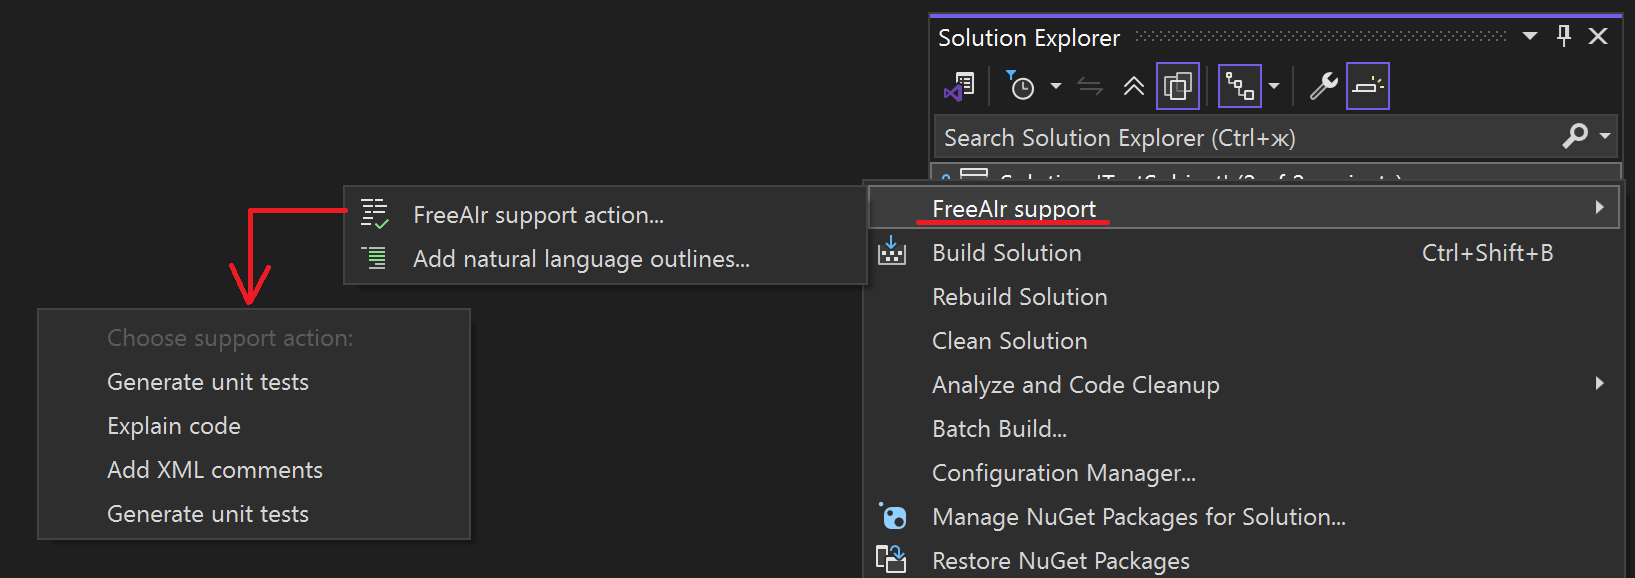 Solution Explorer
Search Solution Explorer (Ctrl+ж)
FreeAIr support
FreeAIr support action...
Add natural language outlines...
Build Solution Ctrl+Shift+B
Rebuild Solution
Clean Solution
Analyze and Code Cleanup
Batch Build...
Configuration Manager...
Manage NuGet Packages for Solution...
Restore NuGet Packages
Choose support action:
Generate unit tests
Explain code
Add XML comments
Generate unit tests